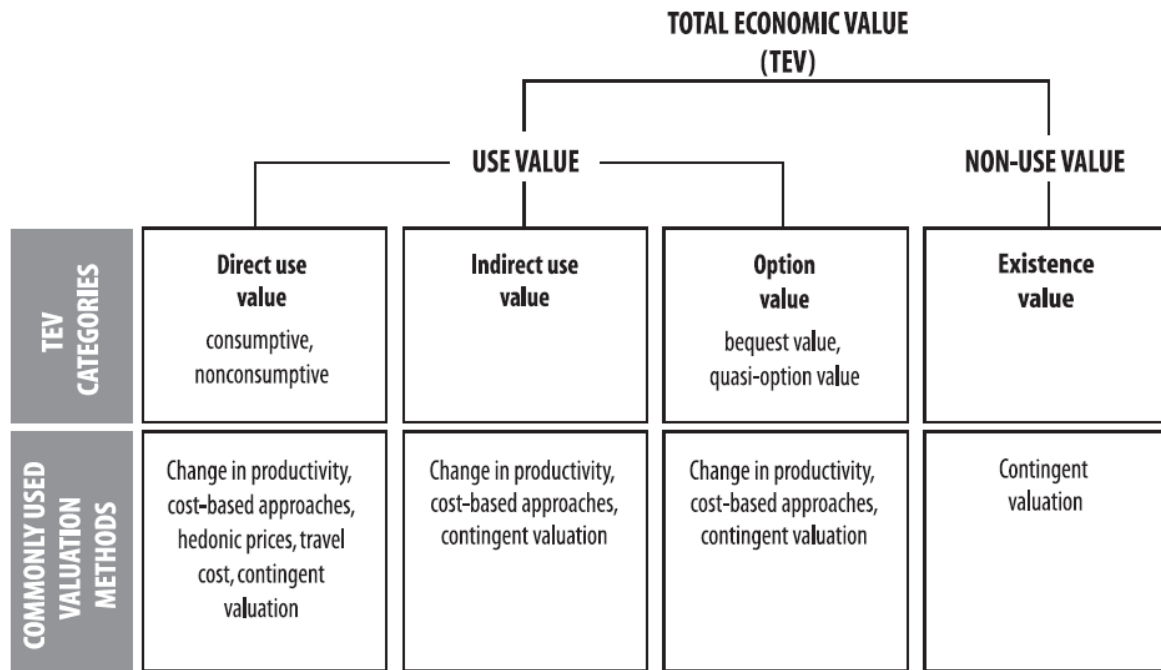 TOTAL ECONOMIC VALUE
(TEV)
USE VALUE
NON-USE VALUE
TEV
CATEGORIES
Direct use
value
consumptive,
nonconsumptive
Indirect use
value
Option
value
bequest value,
quasi-option value
Existence
value
COMMONLY USED
VALUATION
METHODS
Change in productivity,
cost-based approaches,
hedonic prices, travel
cost, contingent
valuation
Change in productivity,
cost-based approaches,
contingent valuation
Change in productivity,
cost-based approaches,
contingent valuation
Contingent
valuation